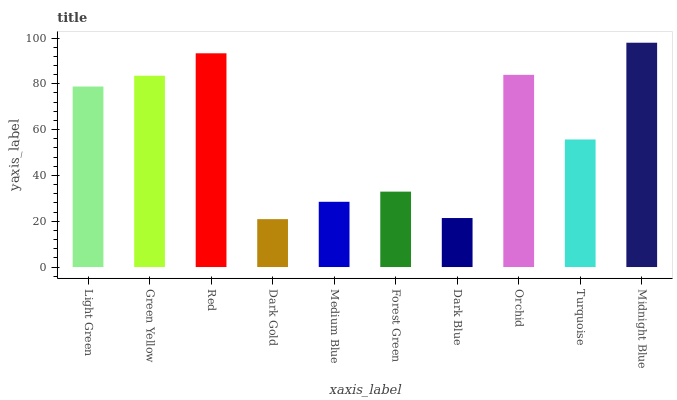 title
100
80
60
40
20
0
yaxis_label
Light Green
Green Yellow
Red
Dark Gold
Medium Blue
Forest Green
Dark Blue
Orchid
Turquoise
Midnight Blue
xaxis_label